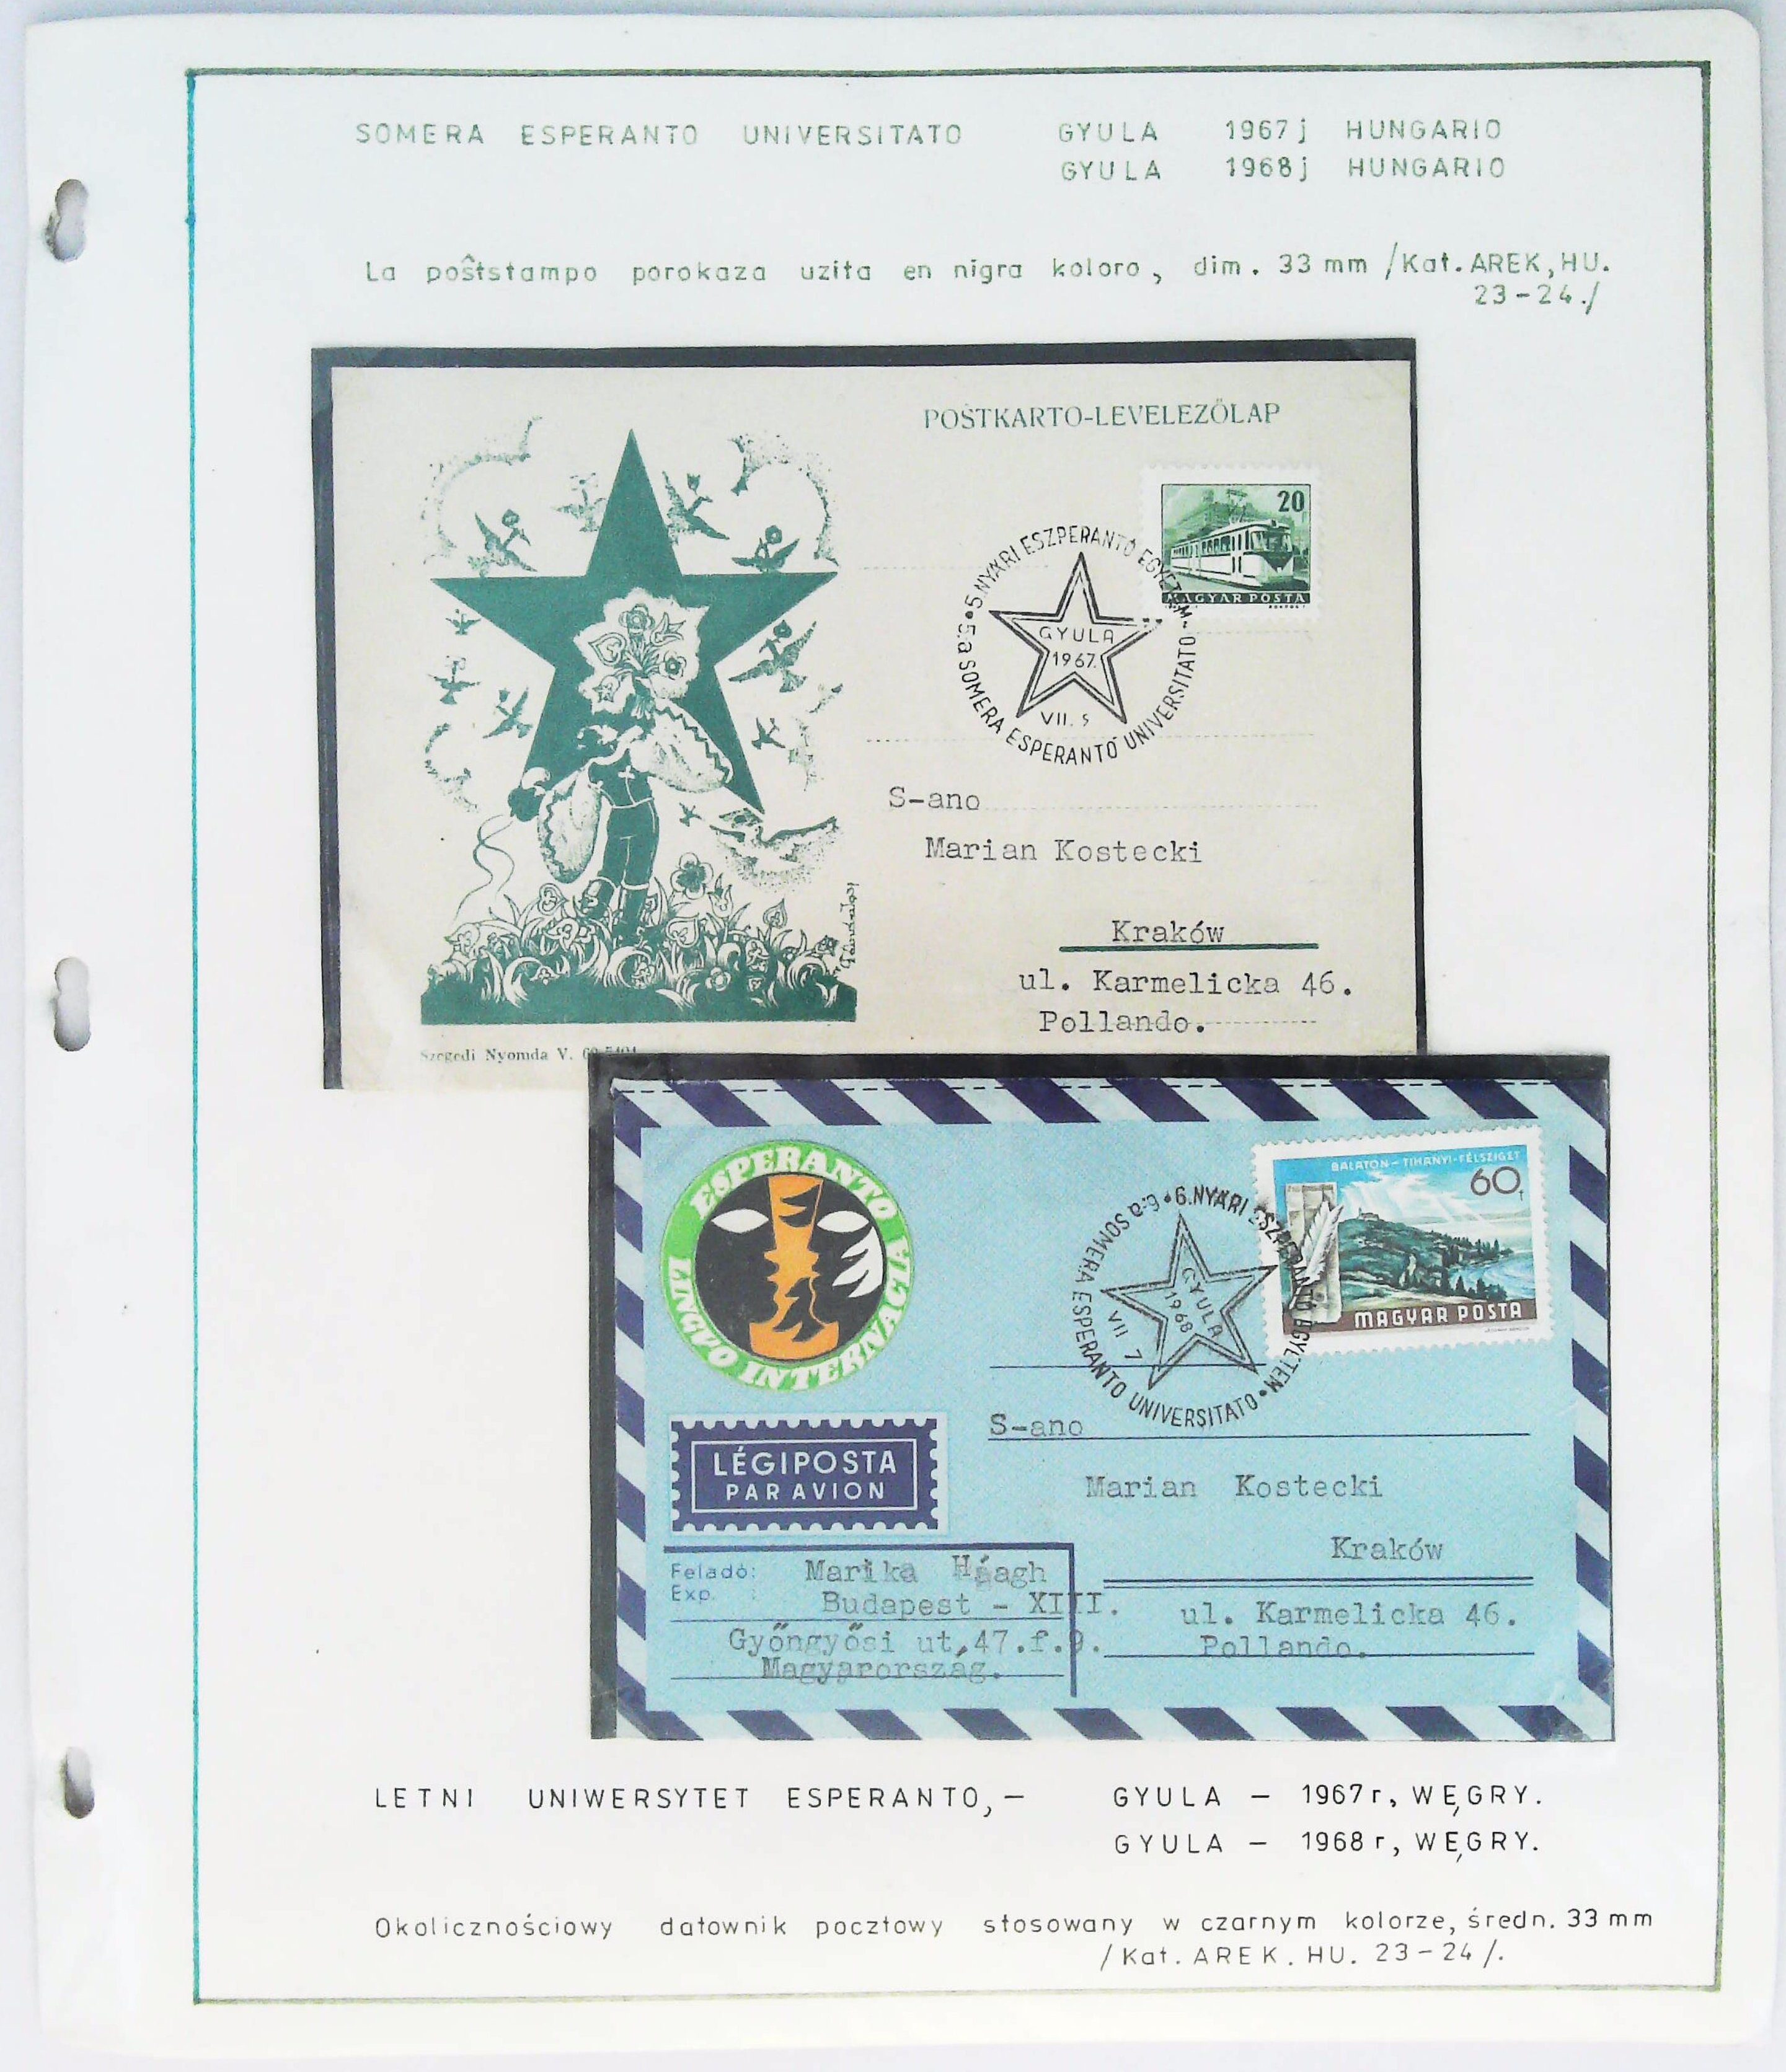 SOMERA ESPERANTO UNIVERSITATO GYULA 1967j HUNGARIO
GYULA 1968j HUNGARIO
La poŝtstampo porokaza uzita en nigra koloro, dim. 33 mm /Kat. AREK, HU.
23-24./
POŜTKARTO-LEVELEZŐLAP
20
MAGYAR POSTA
5. NYÁRI ESZPERANTÓ EGYETEM
5.a SOMERA ESPERANTO UNIVERSITATO
GYULA
1967.
VII. 5
S-ano
Marian Kostecki
Kraków
ul. Karmelicka 46.
Pollando.
Szegedi Nyomda V.
BALATON - TIHANYI-FÉLSZIGET
60f
MAGYAR POSTA
6. NYÁRI ESZPERANTÓ EGYETEM
6.a SOMERA ESPERANTO UNIVERSITATO
GYULA
1968
VII 7
ESPERANTO
LINGVO INTERNACIA
LÉGIPOSTA
PAR AVION
S-ano
Marian Kostecki
Kraków
ul. Karmelicka 46.
Pollando.
Feladó: Marika Háagh
Exp. : Budapest - XIII.
Gyöngyösi ut,47.f.9.
Magyarország.
LETNI UNIWERSYTET ESPERANTO,- GYULA - 1967r, WĘGRY.
GYULA - 1968r, WĘGRY.
Okolicznościowy datownik pocztowy stosowany w czarnym kolorze, średn. 33 mm
/Kat. AREK. HU. 23-24/.